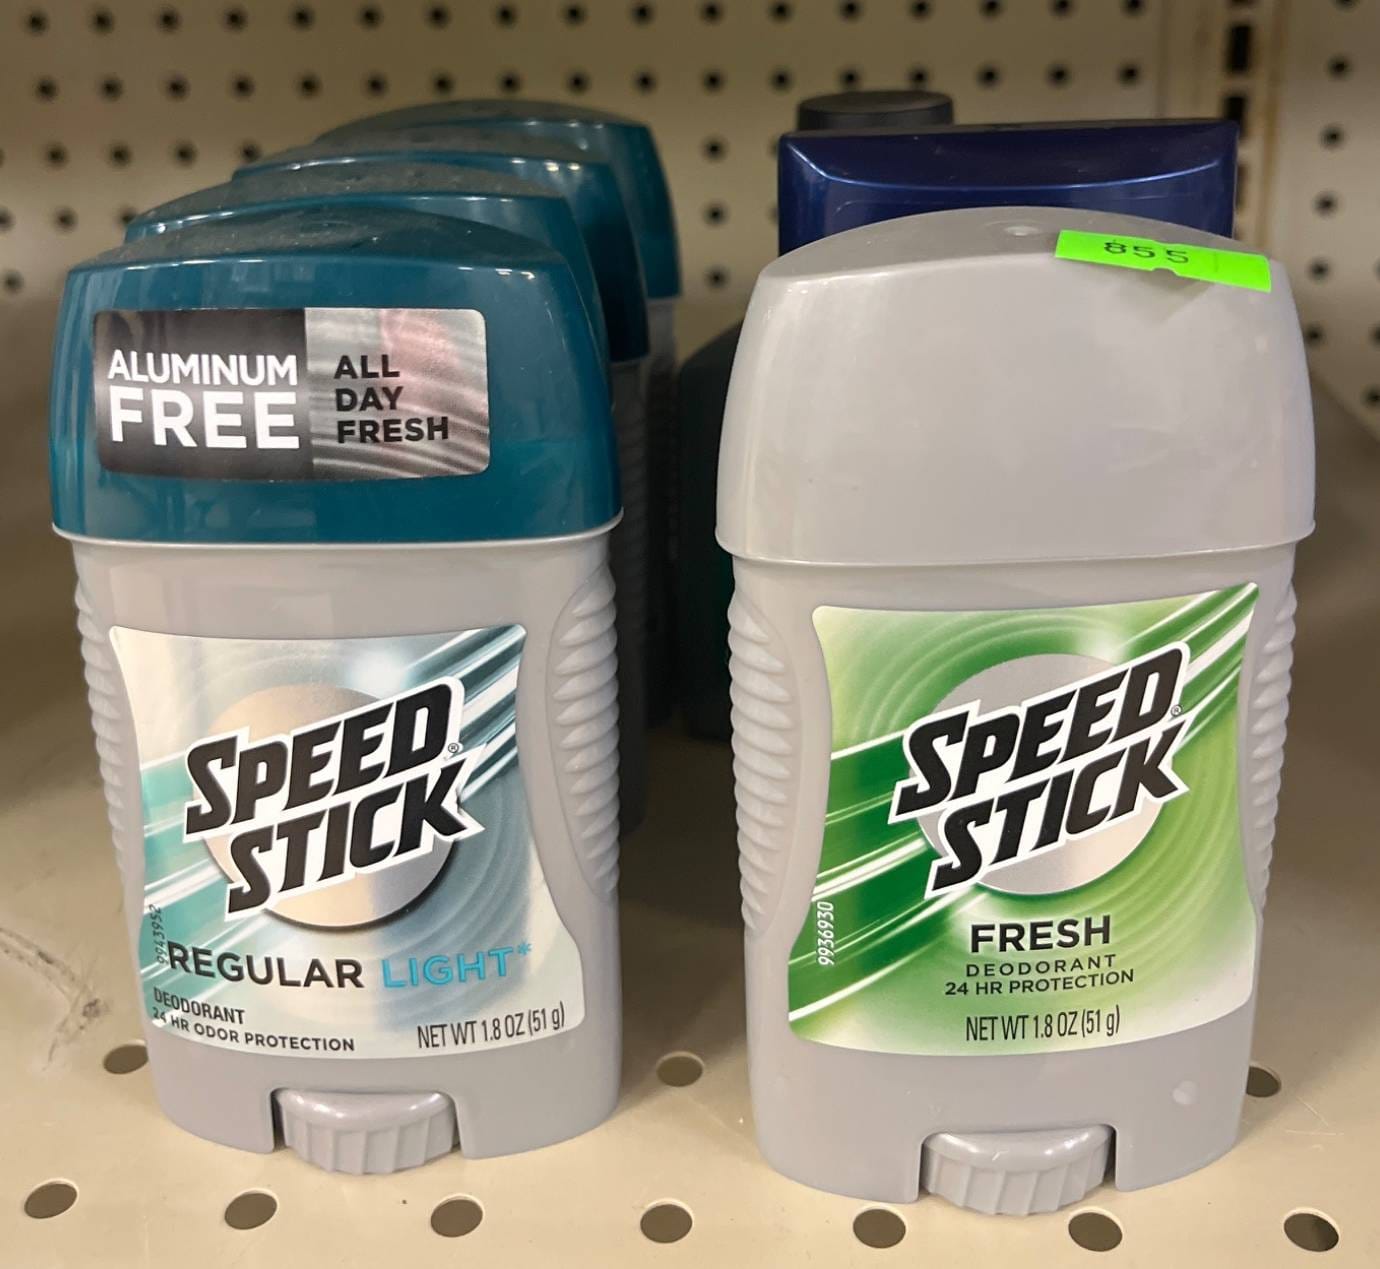 ALUMINUM
FREE
ALL
DAY
FRESH
SPEED
STICK®
9943952
REGULAR LIGHT*
DEODORANT
24 HR ODOR PROTECTION
NET WT 1.8 OZ (51 g)
855
SPEED
STICK®
9936930
FRESH
DEODORANT
24 HR PROTECTION
NET WT 1.8 OZ (51 g)